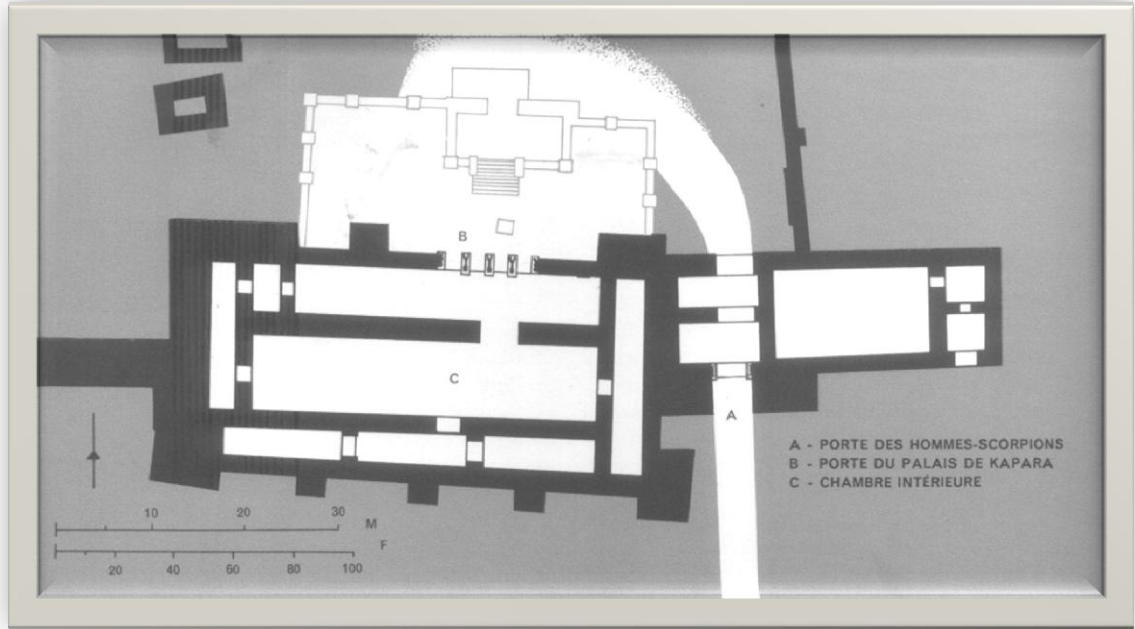 B
C
A
A - PORTE DES HOMMES-SCORPIONS
B - PORTE DU PALAIS DE KAPARA
C - CHAMBRE INTÉRIEURE
10 20 30 M
F
20 40 60 80 100